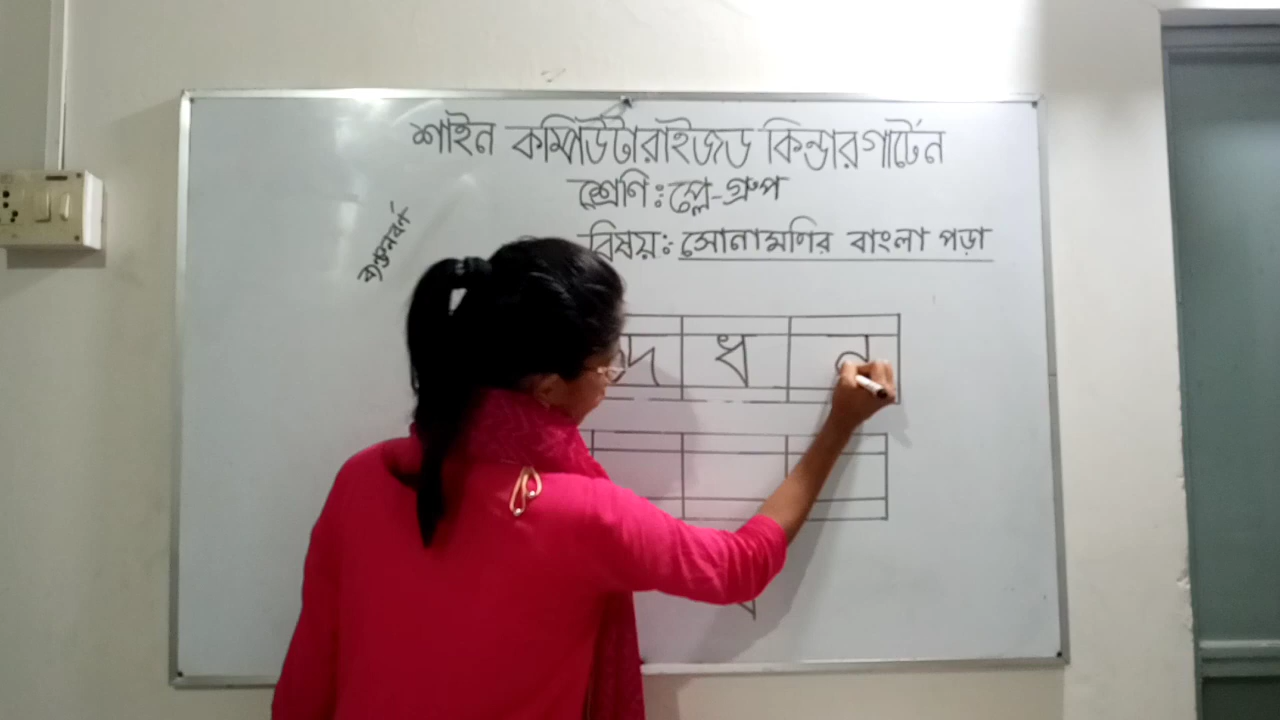 শাইন কম্পিউটারাইজড কিন্ডারগার্টেন
শ্রেণি: প্লে-গ্রুপ
বিষয়: সোনামণির বাংলা পড়া
ব্যঞ্জনবর্ণ
দ ধ ন